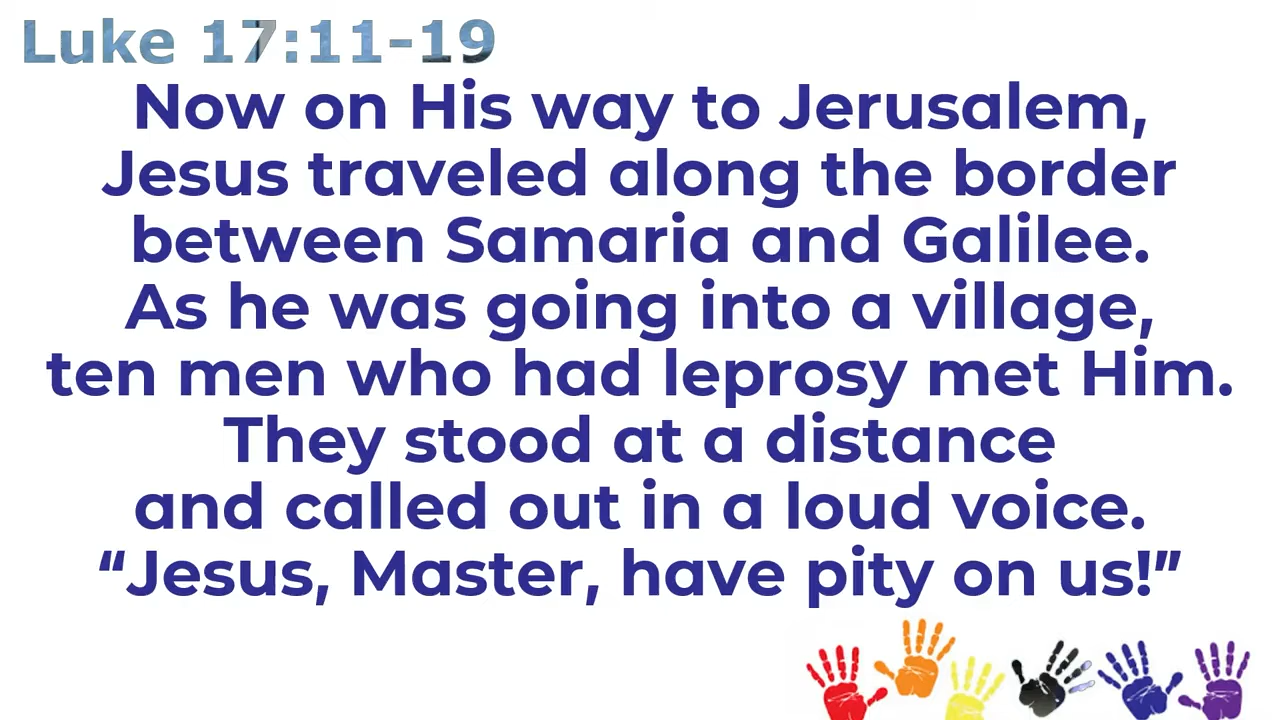 Luke 17:11-19
Now on His way to Jerusalem,
Jesus traveled along the border
between Samaria and Galilee.
As he was going into a village,
ten men who had leprosy met Him.
They stood at a distance
and called out in a loud voice.
“Jesus, Master, have pity on us!”